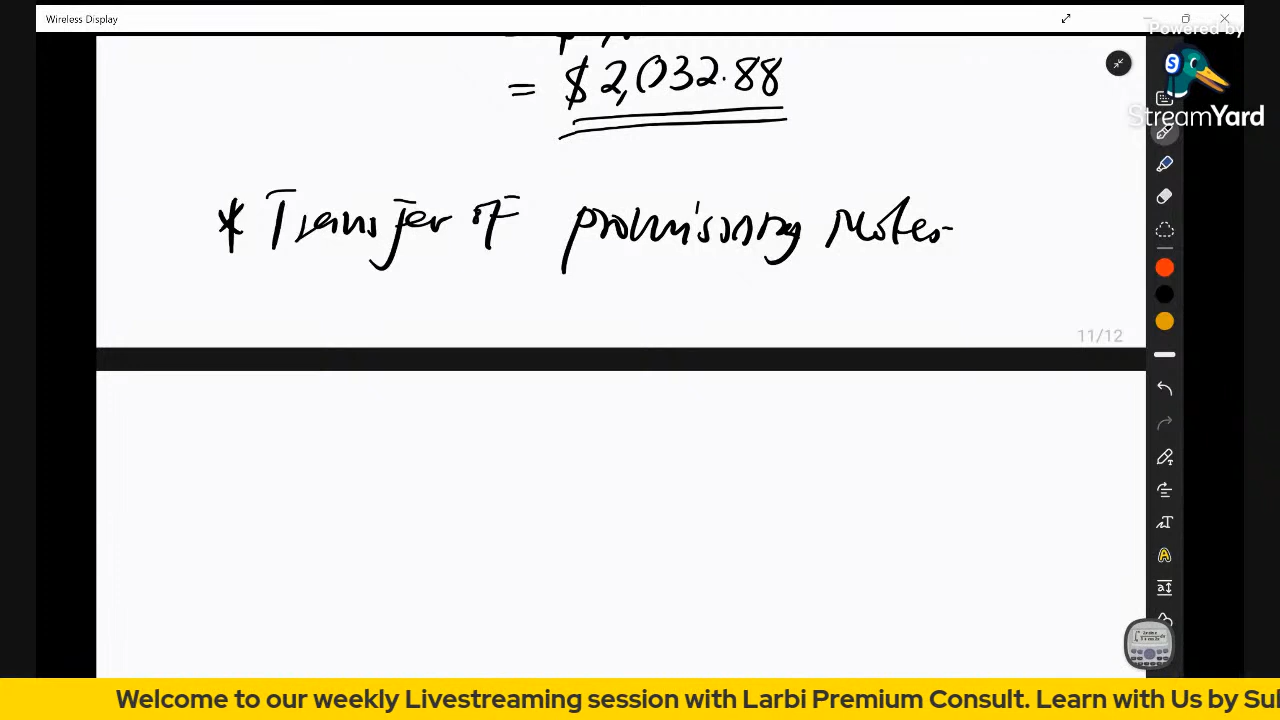 Wireless Display
Powered by
StreamYard
= $2,032.88
* Transfer of promissory Notes-
11/12
Welcome to our weekly Livestreaming session with Larbi Premium Consult. Learn with Us by Su